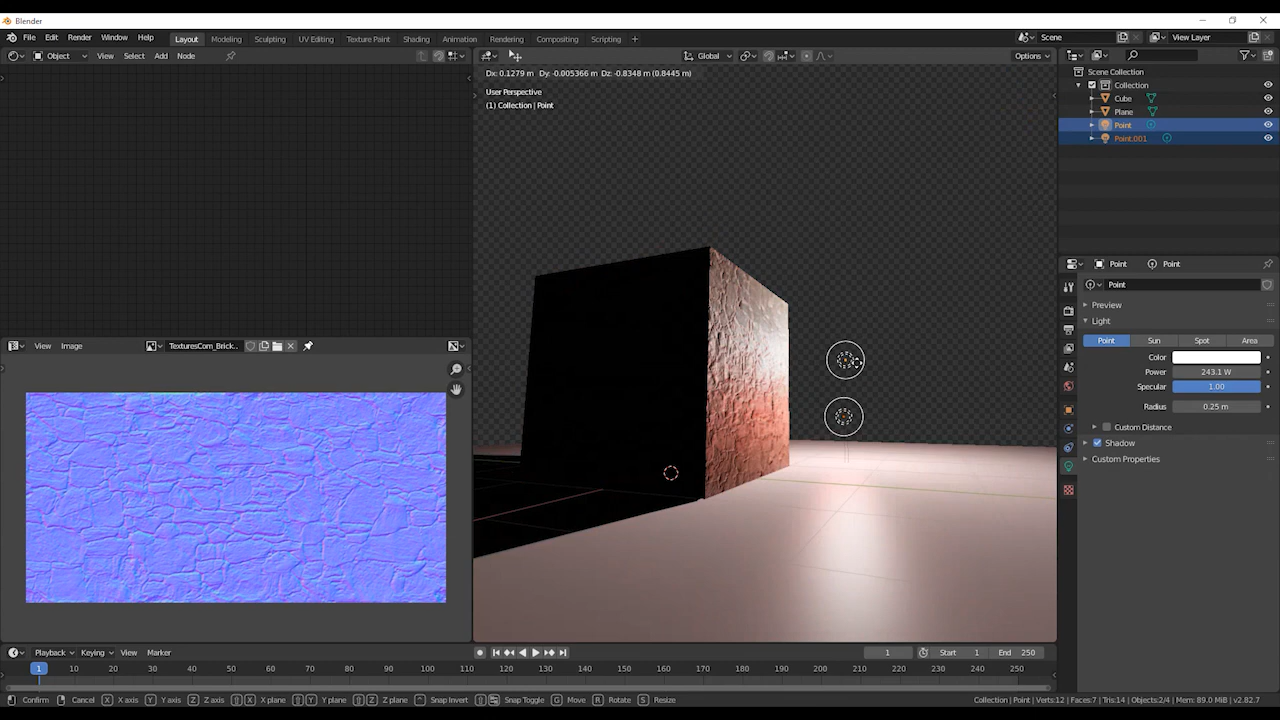 Blender
File Edit Render Window Help Layout Modeling Sculpting UV Editing Texture Paint Shading Animation Rendering Compositing Scripting + Scene View Layer
Object View Select Add Node Global Options
Dx: 0.1279 m Dy: -0.005366 m Dz: -0.8348 m (0.8445 m)
User Perspective
(1) Collection | Point
Scene Collection
Collection
Cube
Plane
Point
Point.001
Point Point
Point
Preview
Light
Point Sun Spot Area
Color
Power 243.1 W
Specular 1.00
Radius 0.25 m
Custom Distance
Shadow
Custom Properties
View Image TexturesCom_Brick..
Playback Keying View Marker 1 Start 1 End 250
1 10 20 30 40 50 60 70 80 90 100 110 120 130 140 150 160 170 180 190 200 210 220 230 240 250
Confirm Cancel X X axis Y Y axis Z Z axis X X plane Y Y plane Z Z plane Snap Invert Snap Toggle G Move R Rotate S Resize Collection | Point | Verts:12 | Faces:7 | Tris:14 | Objects:2/4 | Mem: 89.0 MiB | v2.82.7